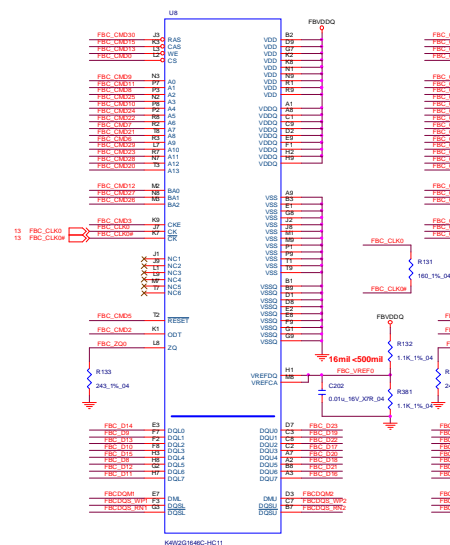 U8
FBVDDQ
FBC_CMD30 J3 RAS B2 VDD
FBC_CMD15 K3 CAS D9 VDD
FBC_CMD13 L3 WE G7 VDD
FBC_CMD0 L2 CS K2 VDD
K8 VDD
N1 VDD
FBC_CMD9 N3 A0 N9 VDD
FBC_CMD11 P7 A1 R1 VDD
FBC_CMD8 P3 A2 R9 VDD
FBC_CMD25 N2 A3
FBC_CMD10 P8 A4 A1 VDDQ
FBC_CMD24 P2 A5 A8 VDDQ
FBC_CMD22 R8 A6 C1 VDDQ
FBC_CMD7 R2 A7 C9 VDDQ
FBC_CMD21 T8 A8 D2 VDDQ
FBC_CMD6 R3 A9 E9 VDDQ
FBC_CMD29 L7 A10 F1 VDDQ
FBC_CMD23 R7 A11 H2 VDDQ
FBC_CMD28 N7 A12 H9 VDDQ
FBC_CMD20 T3 A13
FBC_CMD12 M2 BA0
FBC_CMD27 N8 BA1
FBC_CMD26 M3 BA2
A9 VSS
B3 VSS
E1 VSS
G8 VSS
FBC_CMD3 K9 CKE J2 VSS
13 FBC_CLK0 FBC_CLK0 J7 CK J8 VSS
13 FBC_CLK0# FBC_CLK0# K7 CK M1 VSS
M9 VSS
P1 VSS
P9 VSS
T1 VSS
T9 VSS
J1 NC1
J9 NC2
L1 NC3
L9 NC4
M7 NC5
T7 NC6
B1 VSSQ
B9 VSSQ
D1 VSSQ
D8 VSSQ
E2 VSSQ
E8 VSSQ
F9 VSSQ
G1 VSSQ
G9 VSSQ
FBC_CLK0
R131
160_1%_04
FBC_CLK0#
FBC_CMD5 T2 RESET
FBC_CMD2 K1 ODT
FBC_ZQ0 L8 ZQ
FBVDDQ
R132
1.1K_1%_04
16mil <500mil
H1 VREFDQ FBC_VREF0
M8 VREFCA
R133
243_1%_04
C202
0.01u_16V_X7R_04
R381
1.1K_1%_04
FBC_D14 E3 DQL0 D7 DQU0 FBC_D23
FBC_D9 F7 DQL1 C3 DQU1 FBC_D19
FBC_D13 F2 DQL2 C8 DQU2 FBC_D22
FBC_D10 F8 DQL3 C2 DQU3 FBC_D17
FBC_D15 H3 DQL4 A7 DQU4 FBC_D20
FBC_D8 H8 DQL5 A2 DQU5 FBC_D18
FBC_D12 G2 DQL6 B8 DQU6 FBC_D21
FBC_D11 H7 DQL7 A3 DQU7 FBC_D16
FBCDQM1 E7 DML D3 DMU FBCDQM2
FBCDQS_WP1 F3 DQSL C7 DQSU FBCDQS_WP2
FBCDQS_RN1 G3 DQSL B7 DQSU FBCDQS_RN2
K4W2G1646C-HC11